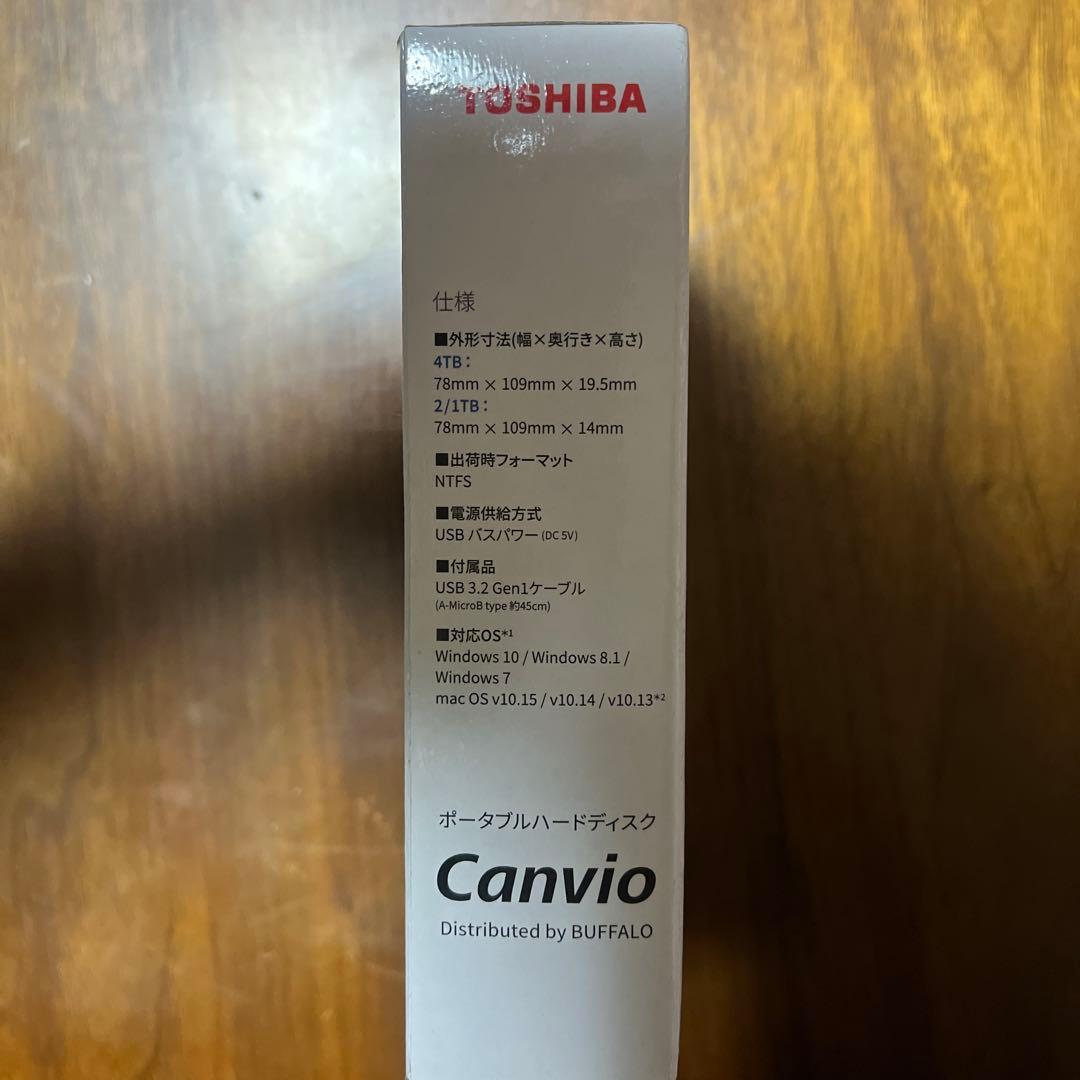 TOSHIBA
仕様
■外形寸法(幅×奥行き×高さ)
4TB：
78mm × 109mm × 19.5mm
2/1TB：
78mm × 109mm × 14mm
■出荷時フォーマット
NTFS
■電源供給方式
USB バスパワー (DC 5V)
■付属品
USB 3.2 Gen1ケーブル
(A-MicroB type 約45cm)
■対応OS*1
Windows 10 / Windows 8.1 /
Windows 7
mac OS v10.15 / v10.14 / v10.13*2
ポータブルハードディスク
Canvio
Distributed by BUFFALO